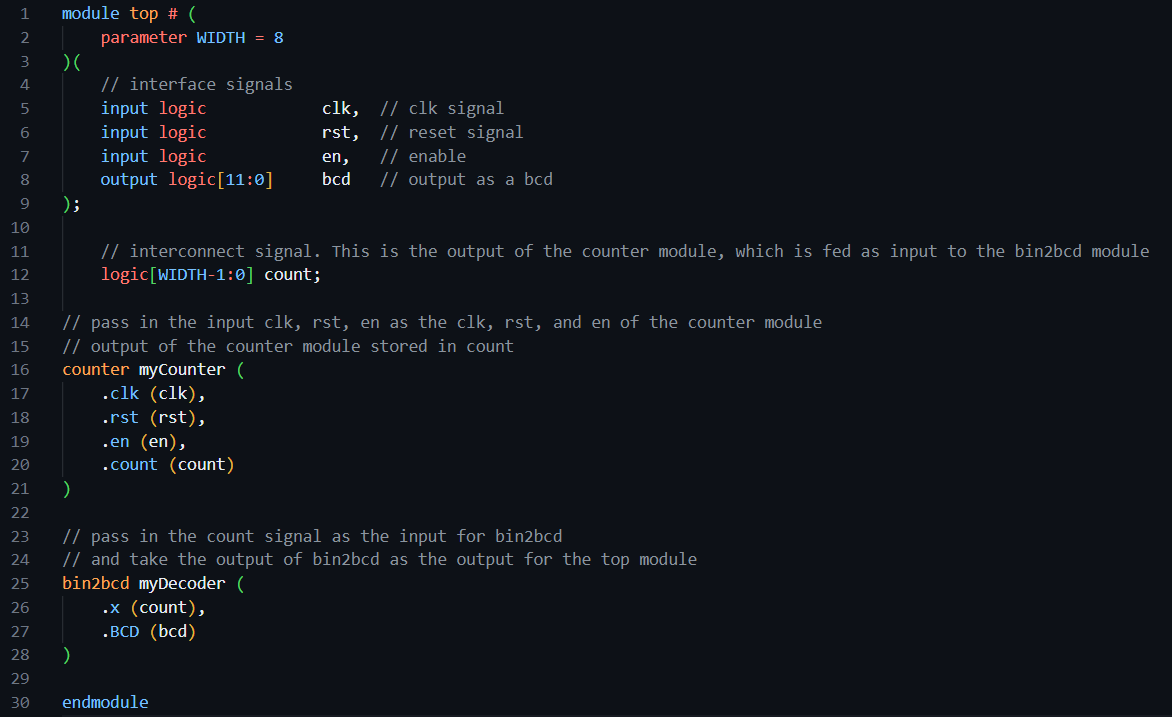 1 module top # (
2     parameter WIDTH = 8
3 )(
4     // interface signals
5     input logic            clk,  // clk signal
6     input logic            rst,  // reset signal
7     input logic            en,   // enable
8     output logic[11:0]     bcd   // output as a bcd
9 );
10
11     // interconnect signal. This is the output of the counter module, which is fed as input to the bin2bcd module
12     logic[WIDTH-1:0] count;
13
14 // pass in the input clk, rst, en as the clk, rst, and en of the counter module
15 // output of the counter module stored in count
16 counter myCounter (
17     .clk (clk),
18     .rst (rst),
19     .en (en),
20     .count (count)
21 )
22
23 // pass in the count signal as the input for bin2bcd
24 // and take the output of bin2bcd as the output for the top module
25 bin2bcd myDecoder (
26     .x (count),
27     .BCD (bcd)
28 )
29
30 endmodule